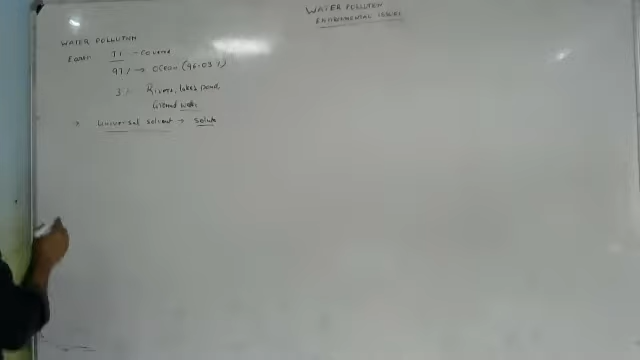 WATER POLLUTION
ENVIRONMENTAL ISSUES
WATER POLLUTION
Earth 71 - Covered
97% → Ocean (96-03%)
3% Rivers, lakes pond,
Ground water
→ Universal solvent → solute